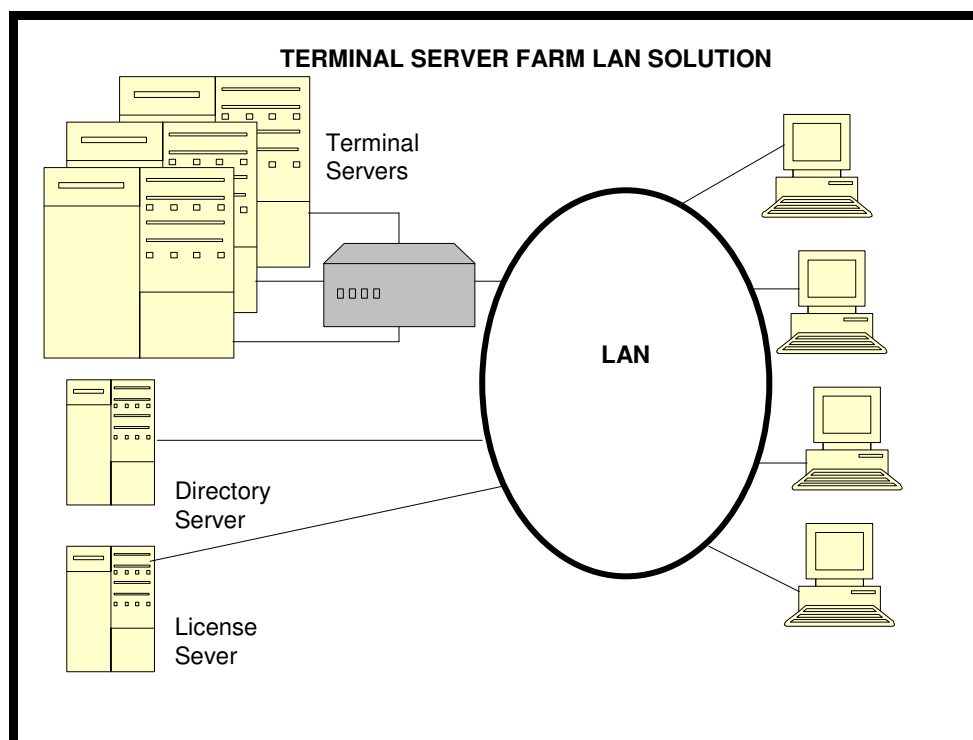 TERMINAL SERVER FARM LAN SOLUTION
Terminal
Servers
LAN
Directory
Server
License
Sever